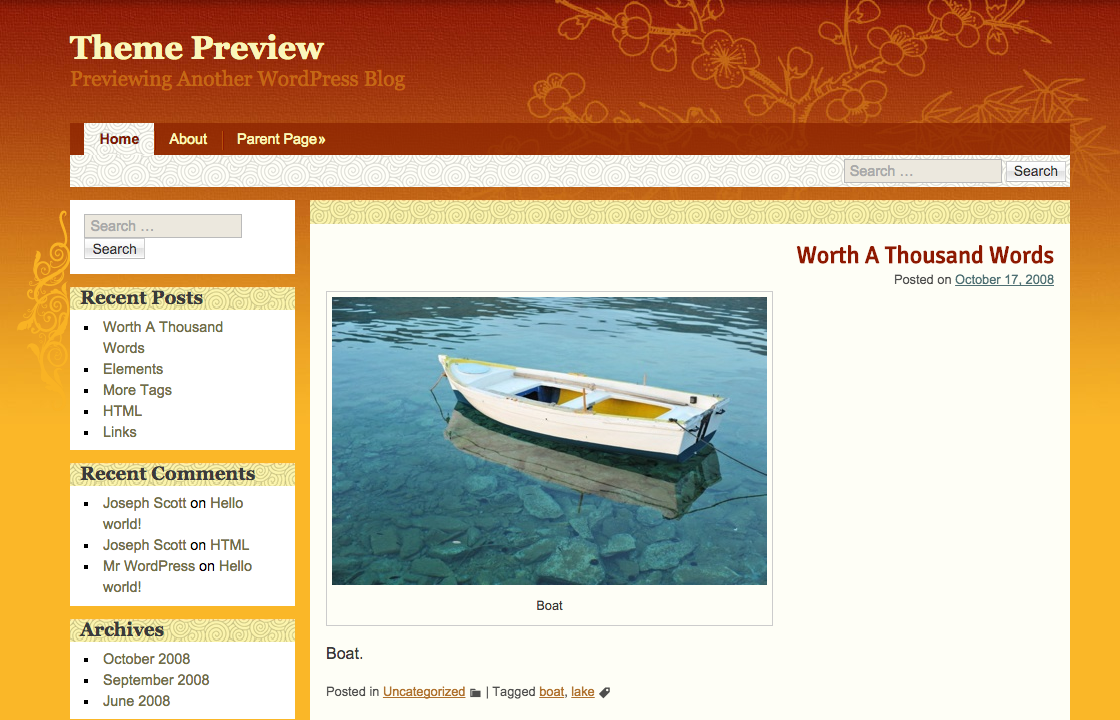 Theme Preview
Previewing Another WordPress Blog
Home About Parent Page»
Search … Search
Search …
Search
Recent Posts
Worth A Thousand
Words
Elements
More Tags
HTML
Links
Recent Comments
Joseph Scott on Hello
world!
Joseph Scott on HTML
Mr WordPress on Hello
world!
Archives
October 2008
September 2008
June 2008
Worth A Thousand Words
Posted on October 17, 2008
Boat
Boat.
Posted in Uncategorized | Tagged boat, lake